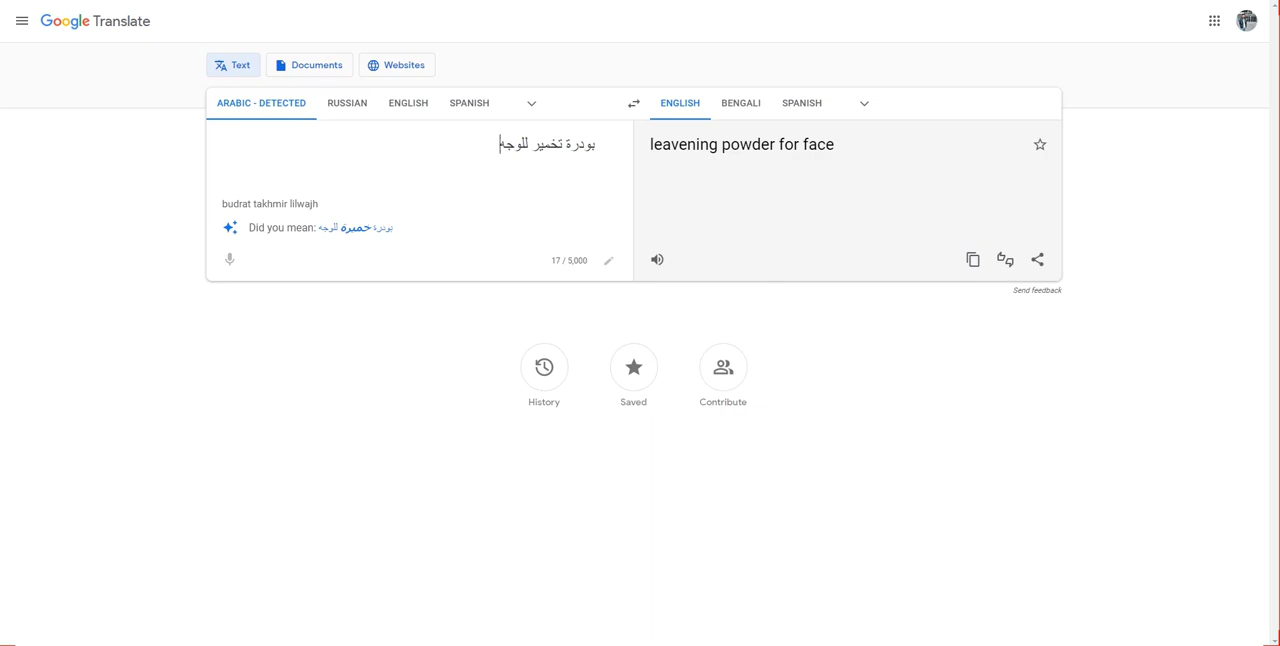 Google Translate
Text Documents Websites
ARABIC - DETECTED RUSSIAN ENGLISH SPANISH ENGLISH BENGALI SPANISH
بودرة تخمير للوجه
leavening powder for face
budrat takhmir lilwajh
Did you mean: بودرة خميرة للوجه
17 / 5,000
Send feedback
History Saved Contribute